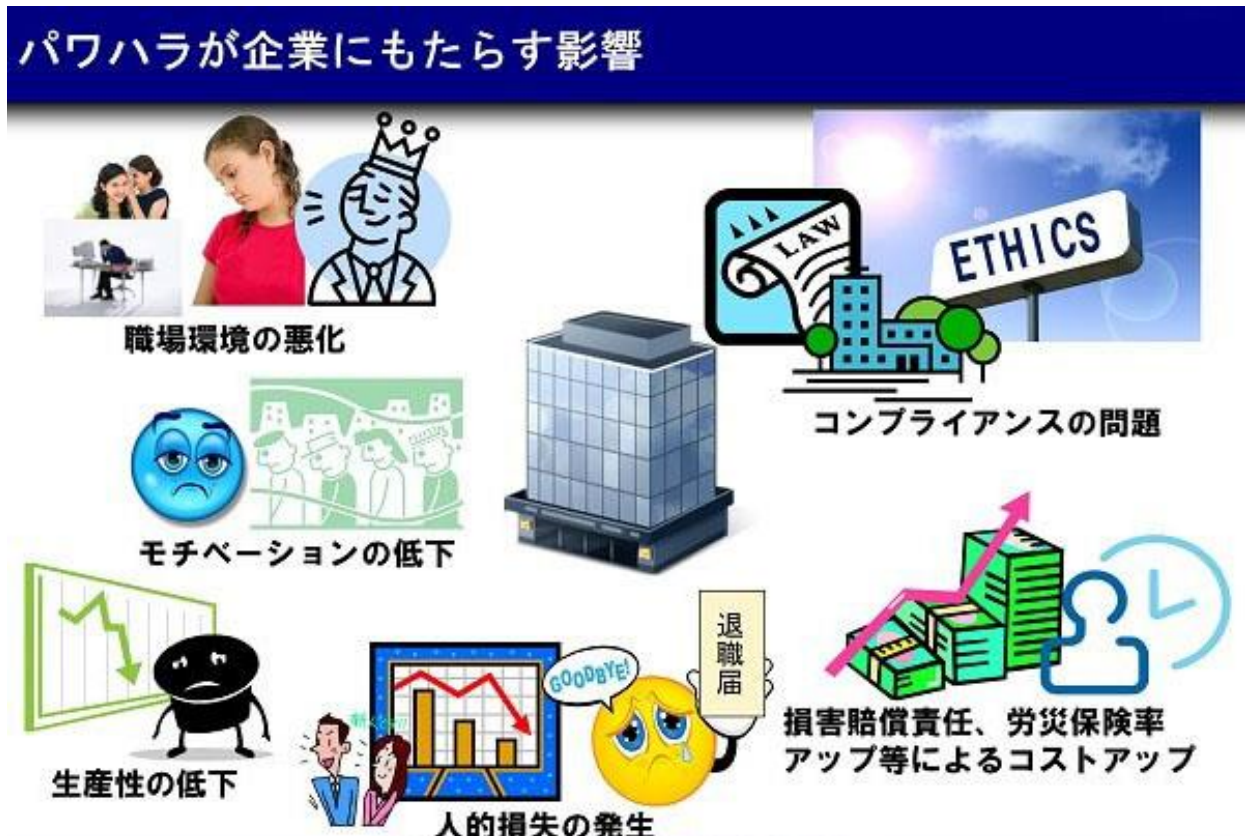 パワハラが企業にもたらす影響
職場環境の悪化
LAW
ETHICS
コンプライアンスの問題
モチベーションの低下
生産性の低下
GOODBYE!
退職届
人的損失の発生
損害賠償責任、労災保険率
アップ等によるコストアップ